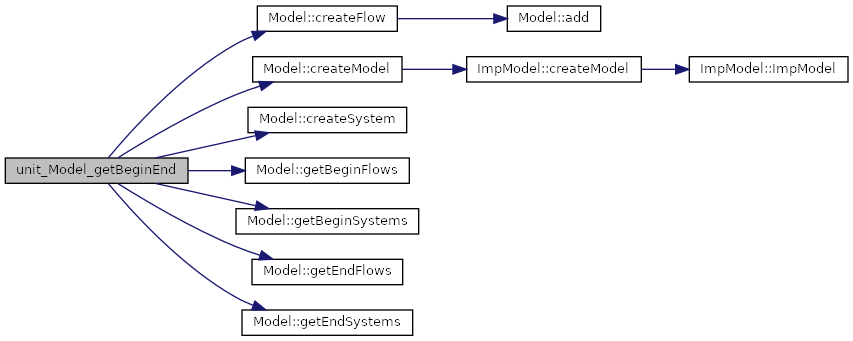 Model::createFlow
Model::add
Model::createModel
ImpModel::createModel
ImpModel::ImpModel
Model::createSystem
unit_Model_getBeginEnd
Model::getBeginFlows
Model::getBeginSystems
Model::getEndFlows
Model::getEndSystems